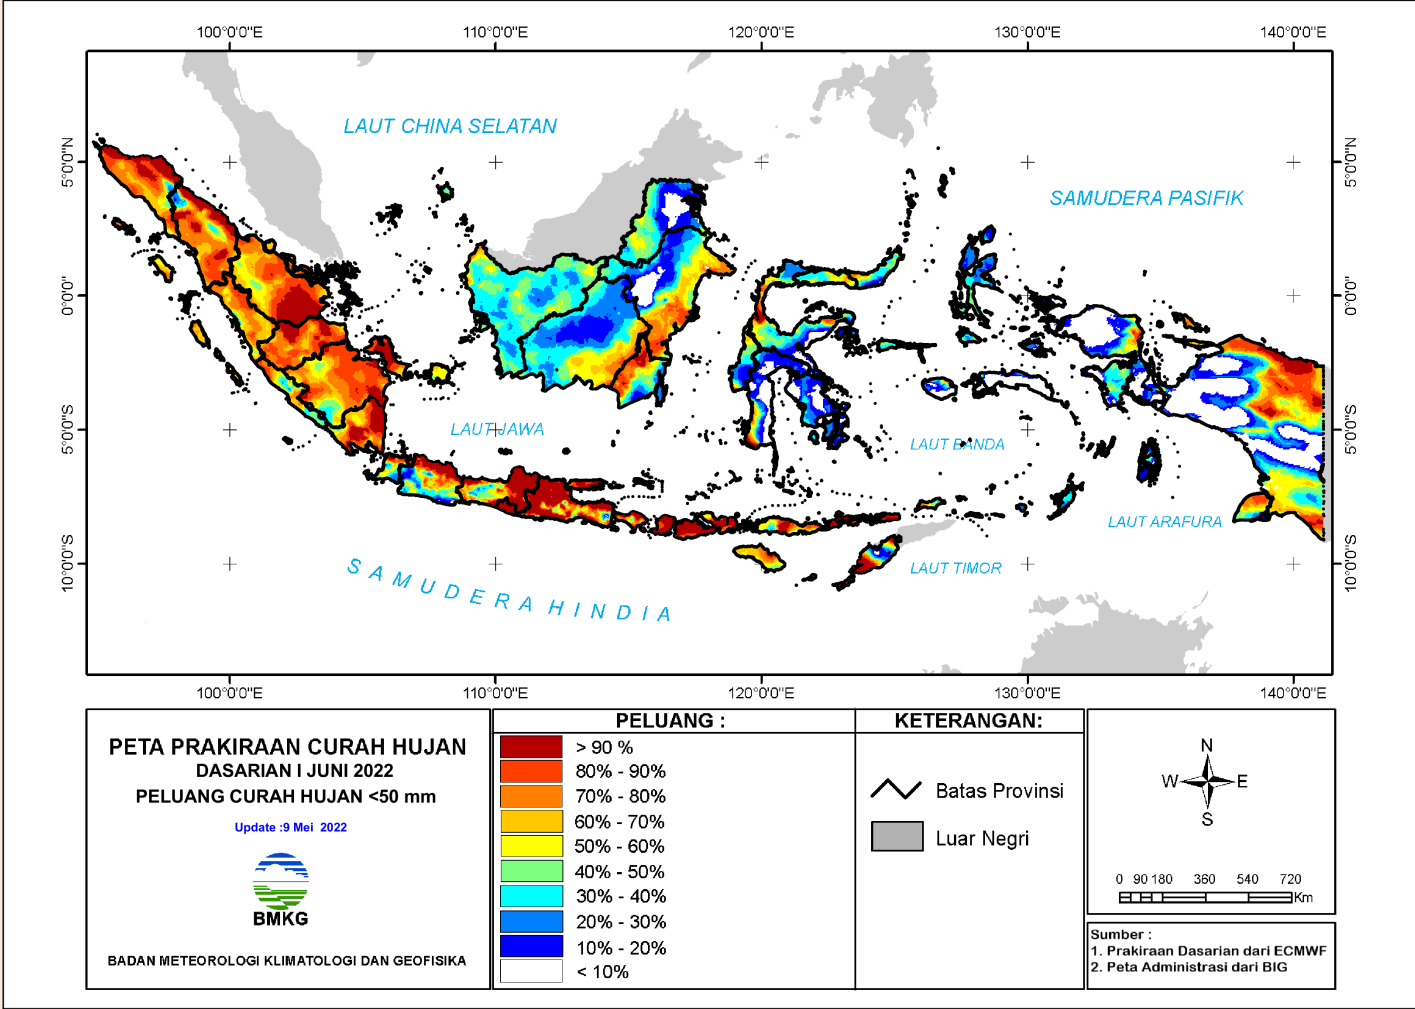 100°0'0"E 110°0'0"E 120°0'0"E 130°0'0"E 140°0'0"E
5°0'0"N
0°0'0"
5°0'0"S
10°0'0"S
LAUT CHINA SELATAN
SAMUDERA PASIFIK
LAUT JAWA
LAUT BANDA
LAUT ARAFURA
LAUT TIMOR
SAMUDERA HINDIA
5°0'0"N
0°0'0"
5°0'0"S
10°0'0"S
100°0'0"E 110°0'0"E 120°0'0"E 130°0'0"E 140°0'0"E
PETA PRAKIRAAN CURAH HUJAN
DASARIAN I JUNI 2022
PELUANG CURAH HUJAN <50 mm
Update :9 Mei 2022
BMKG
BADAN METEOROLOGI KLIMATOLOGI DAN GEOFISIKA
PELUANG :
> 90 %
80% - 90%
70% - 80%
60% - 70%
50% - 60%
40% - 50%
30% - 40%
20% - 30%
10% - 20%
< 10%
KETERANGAN:
Batas Provinsi
Luar Negri
N
W E
S
0 90 180 360 540 720
Km
Sumber :
1. Prakiraan Dasarian dari ECMWF
2. Peta Administrasi dari BIG